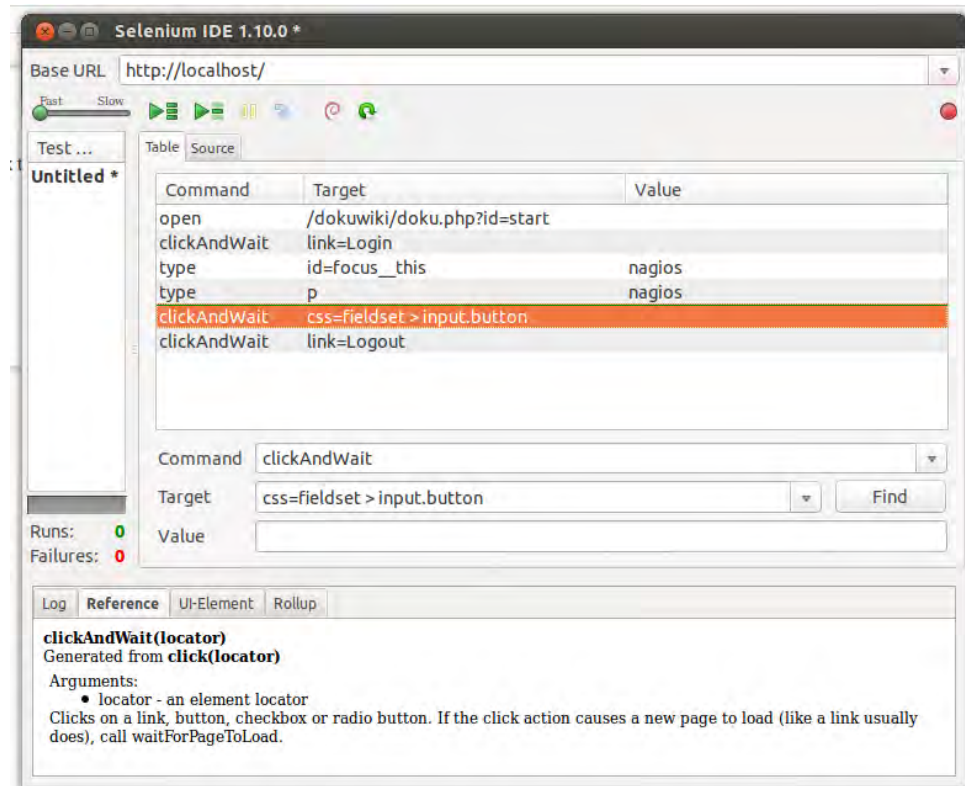 Selenium IDE 1.10.0 *
Base URL http://localhost/
Fast Slow
Test ... Table Source
Untitled *
Command Target Value
open /dokuwiki/doku.php?id=start
clickAndWait link=Login
type id=focus__this nagios
type p nagios
clickAndWait css=fieldset > input.button
clickAndWait link=Logout
Command clickAndWait
Target css=fieldset > input.button Find
Runs: 0 Value
Failures: 0
Log Reference UI-Element Rollup
clickAndWait(locator)
Generated from click(locator)
Arguments:
• locator - an element locator
Clicks on a link, button, checkbox or radio button. If the click action causes a new page to load (like a link usually
does), call waitForPageToLoad.